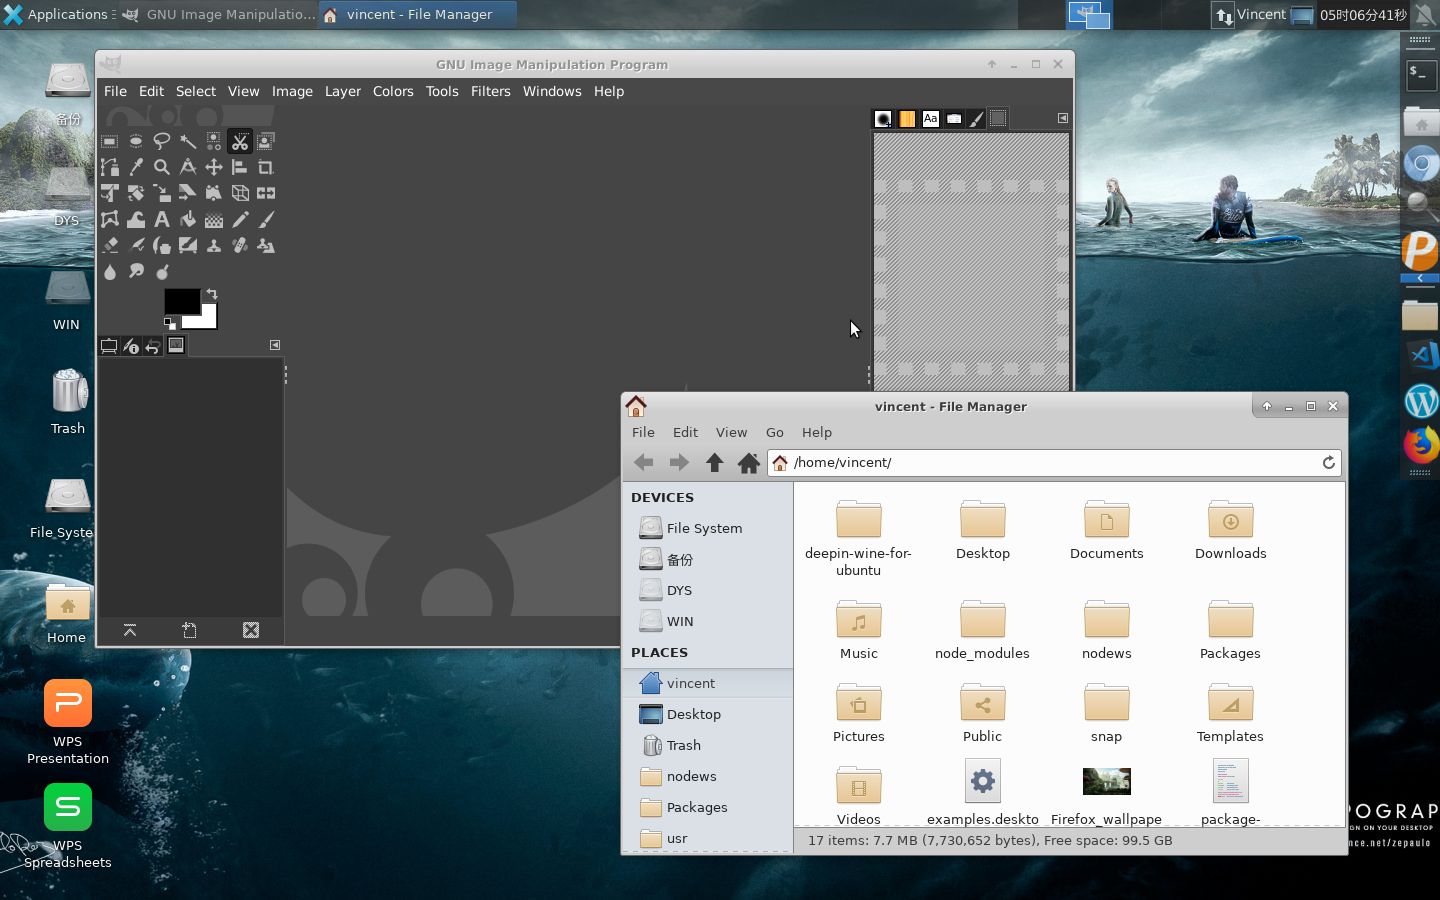 Applications
GNU Image Manipulatio...
vincent - File Manager
Vincent
05时06分41秒
备份
DYS
WIN
Trash
File Syste
Home
WPS
Presentation
WPS
Spreadsheets
GNU Image Manipulation Program
File Edit Select View Image Layer Colors Tools Filters Windows Help
Aa
vincent - File Manager
File Edit View Go Help
/home/vincent/
DEVICES
File System
备份
DYS
WIN
PLACES
vincent
Desktop
Trash
nodews
Packages
usr
deepin-wine-for-
ubuntu
Desktop
Documents
Downloads
Music
node_modules
nodews
Packages
Pictures
Public
snap
Templates
Videos
examples.deskto
Firefox_wallpape
package-
17 items: 7.7 MB (7,730,652 bytes), Free space: 99.5 GB
POGRAP
GN ON YOUR DESKTOP
nce.net/zepaulo